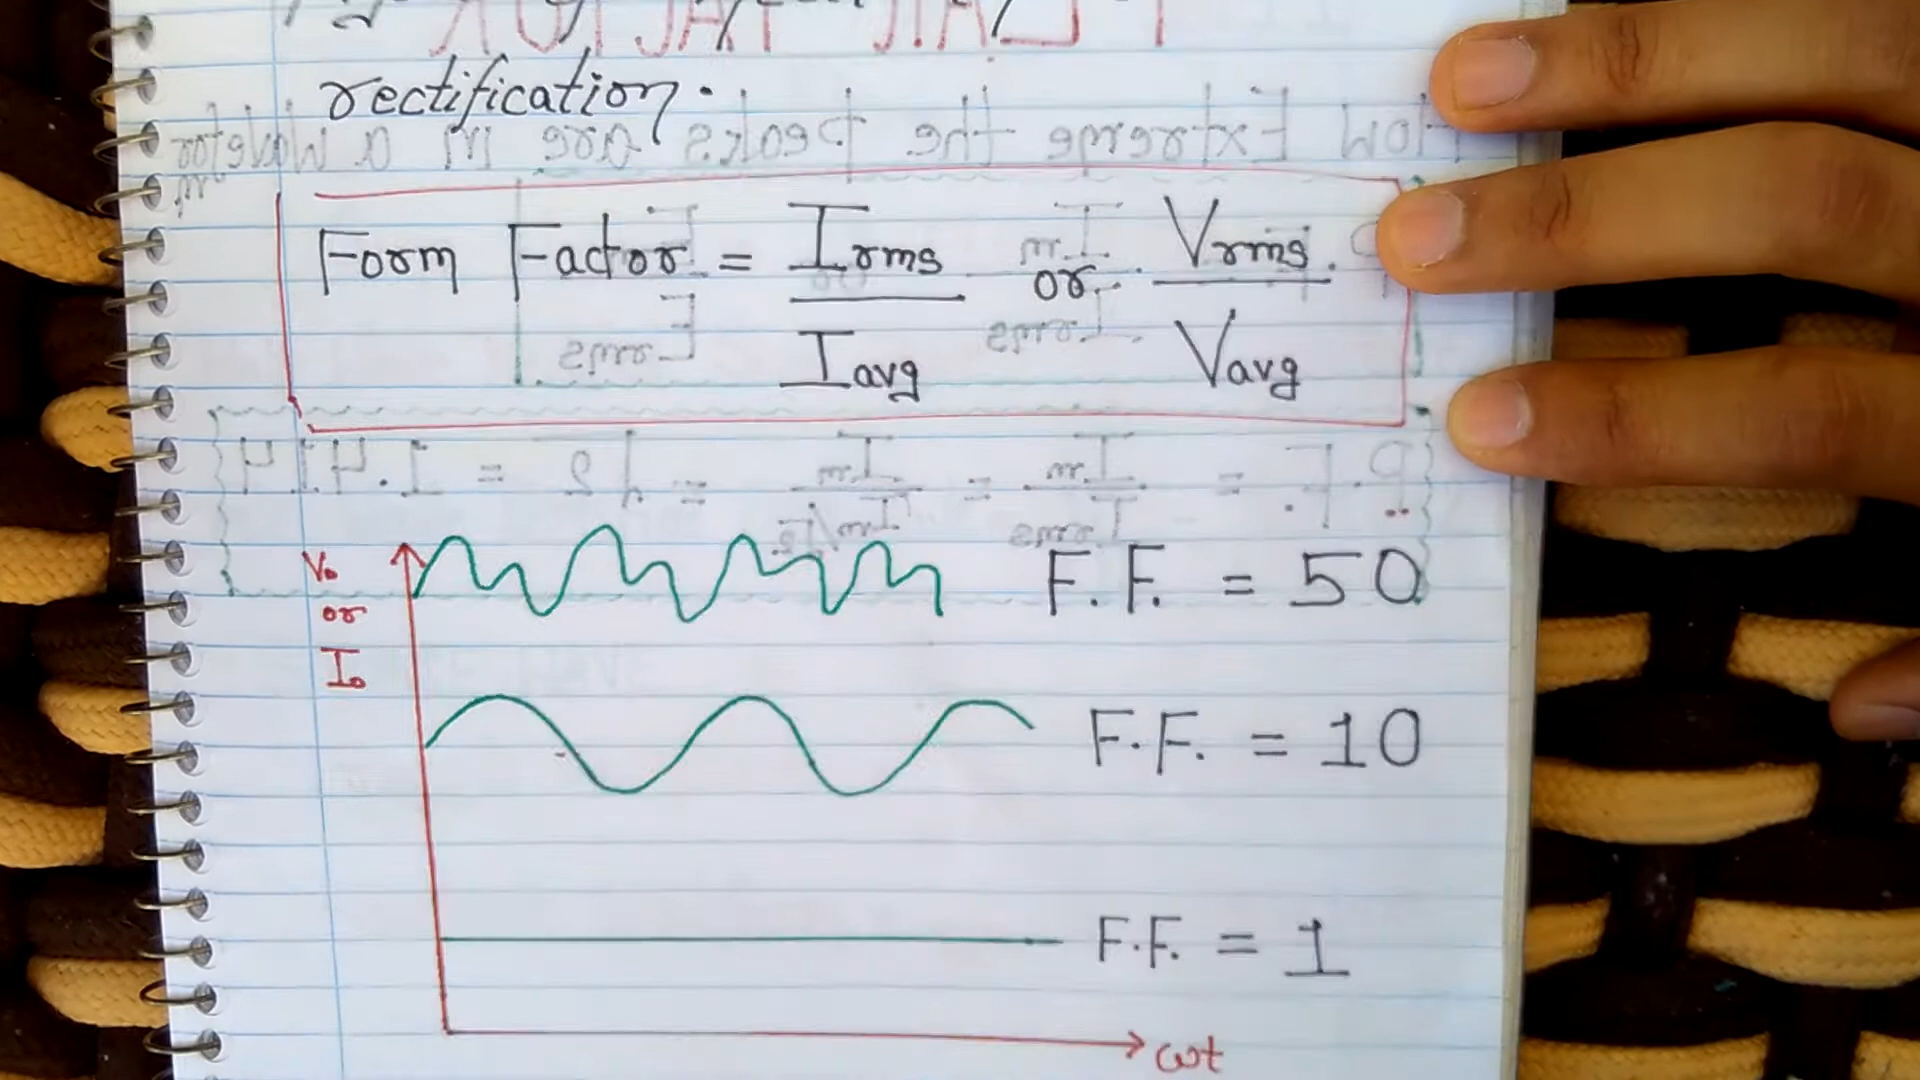 rectification.
Form Factor = Irms / Iavg or Vrms. / Vavg
Vo or Io
F.F. = 50
F.F. = 10
F.F. = 1
ωt